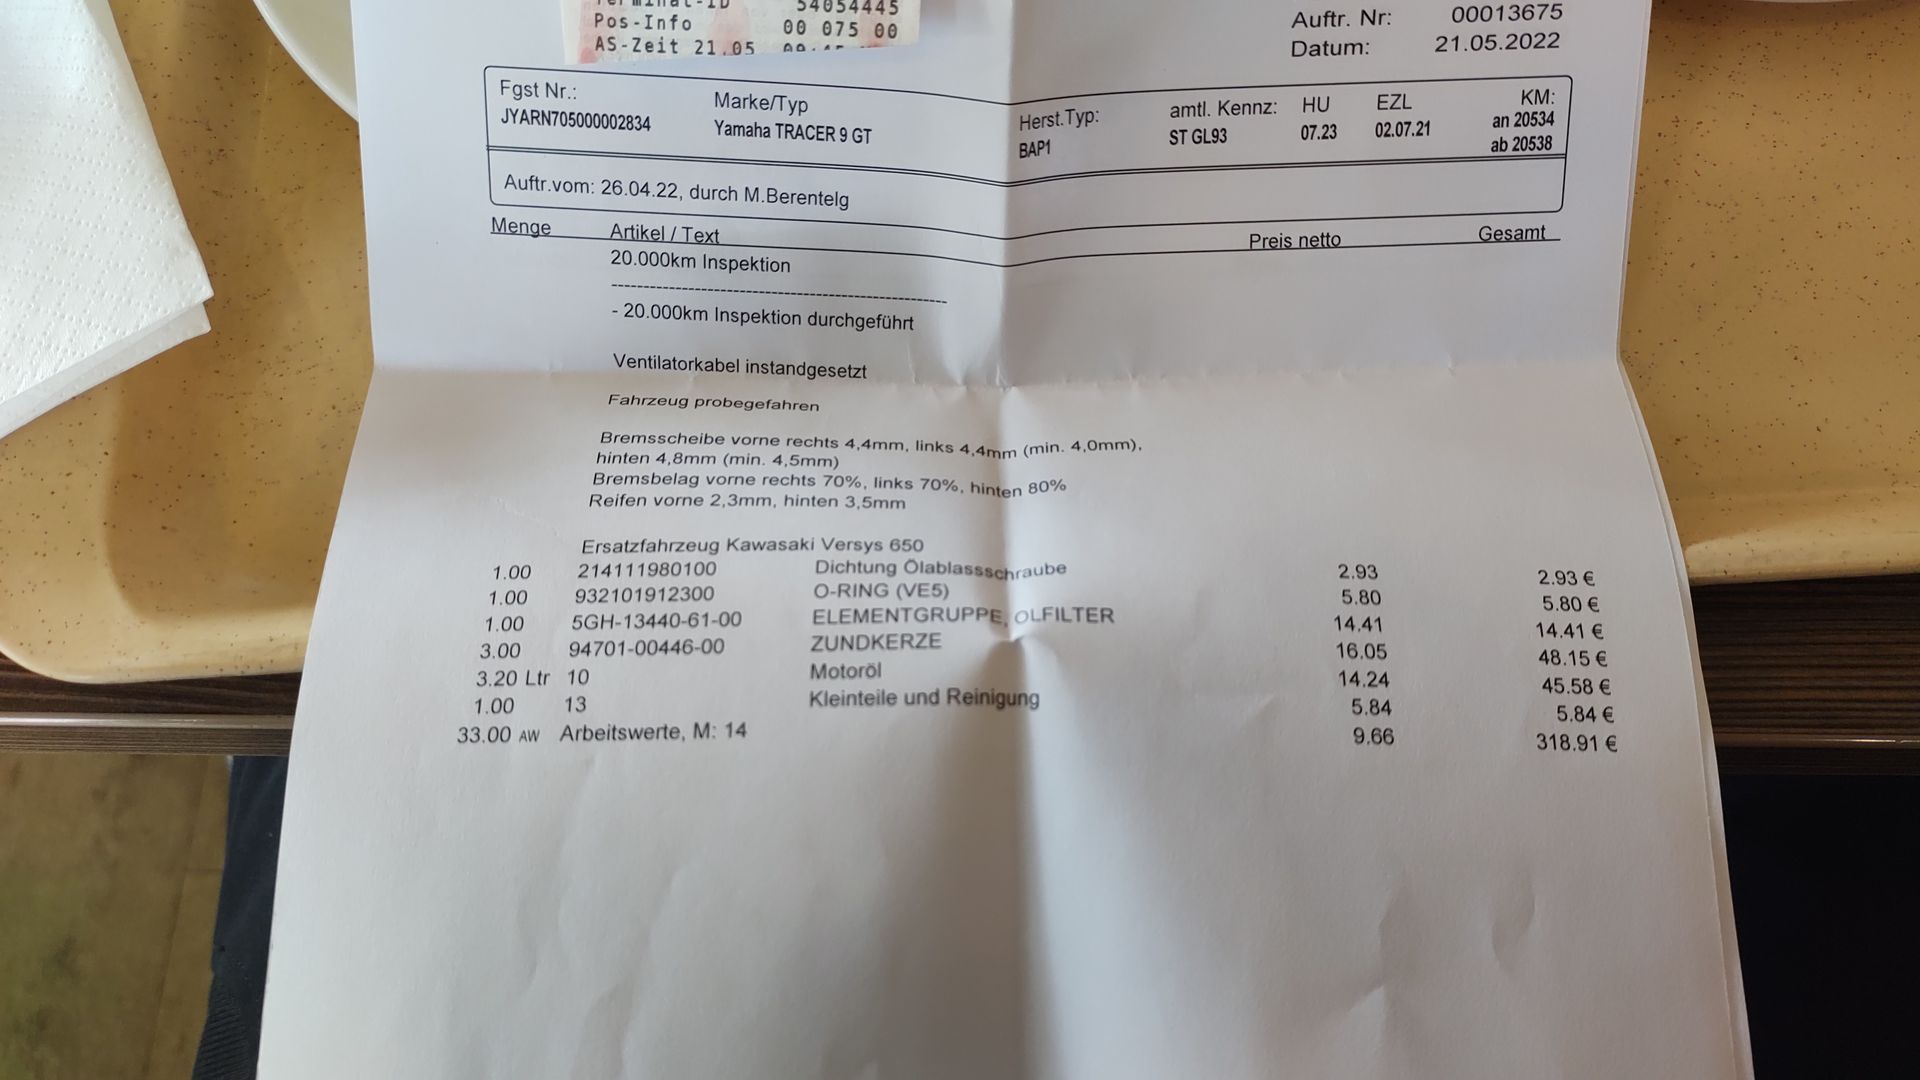 Terminal-ID 54054445
Pos-Info 00 075 00
AS-Zeit 21.05
Auftr. Nr: 00013675
Datum: 21.05.2022
Fgst Nr.: Marke/Typ Herst.Typ: amtl. Kennz: HU EZL KM:
JYARN705000002834 Yamaha TRACER 9 GT BAP1 ST GL93 07.23 02.07.21 an 20534
ab 20538
Auftr.vom: 26.04.22, durch M.Berentelg
Menge Artikel / Text Preis netto Gesamt
20.000km Inspektion
------------------------------------------------------
- 20.000km Inspektion durchgeführt
Ventilatorkabel instandgesetzt
Fahrzeug probegefahren
Bremsscheibe vorne rechts 4,4mm, links 4,4mm (min. 4,0mm),
hinten 4,8mm (min. 4,5mm)
Bremsbelag vorne rechts 70%, links 70%, hinten 80%
Reifen vorne 2,3mm, hinten 3,5mm
Ersatzfahrzeug Kawasaki Versys 650
1.00 214111980100 Dichtung Ölablassschraube 2.93 2.93 €
1.00 932101912300 O-RING (VE5) 5.80 5.80 €
1.00 5GH-13440-61-00 ELEMENTGRUPPE, OLFILTER 14.41 14.41 €
3.00 94701-00446-00 ZUNDKERZE 16.05 48.15 €
3.20 Ltr 10 Motoröl 14.24 45.58 €
1.00 13 Kleinteile und Reinigung 5.84 5.84 €
33.00 AW Arbeitswerte, M: 14 9.66 318.91 €